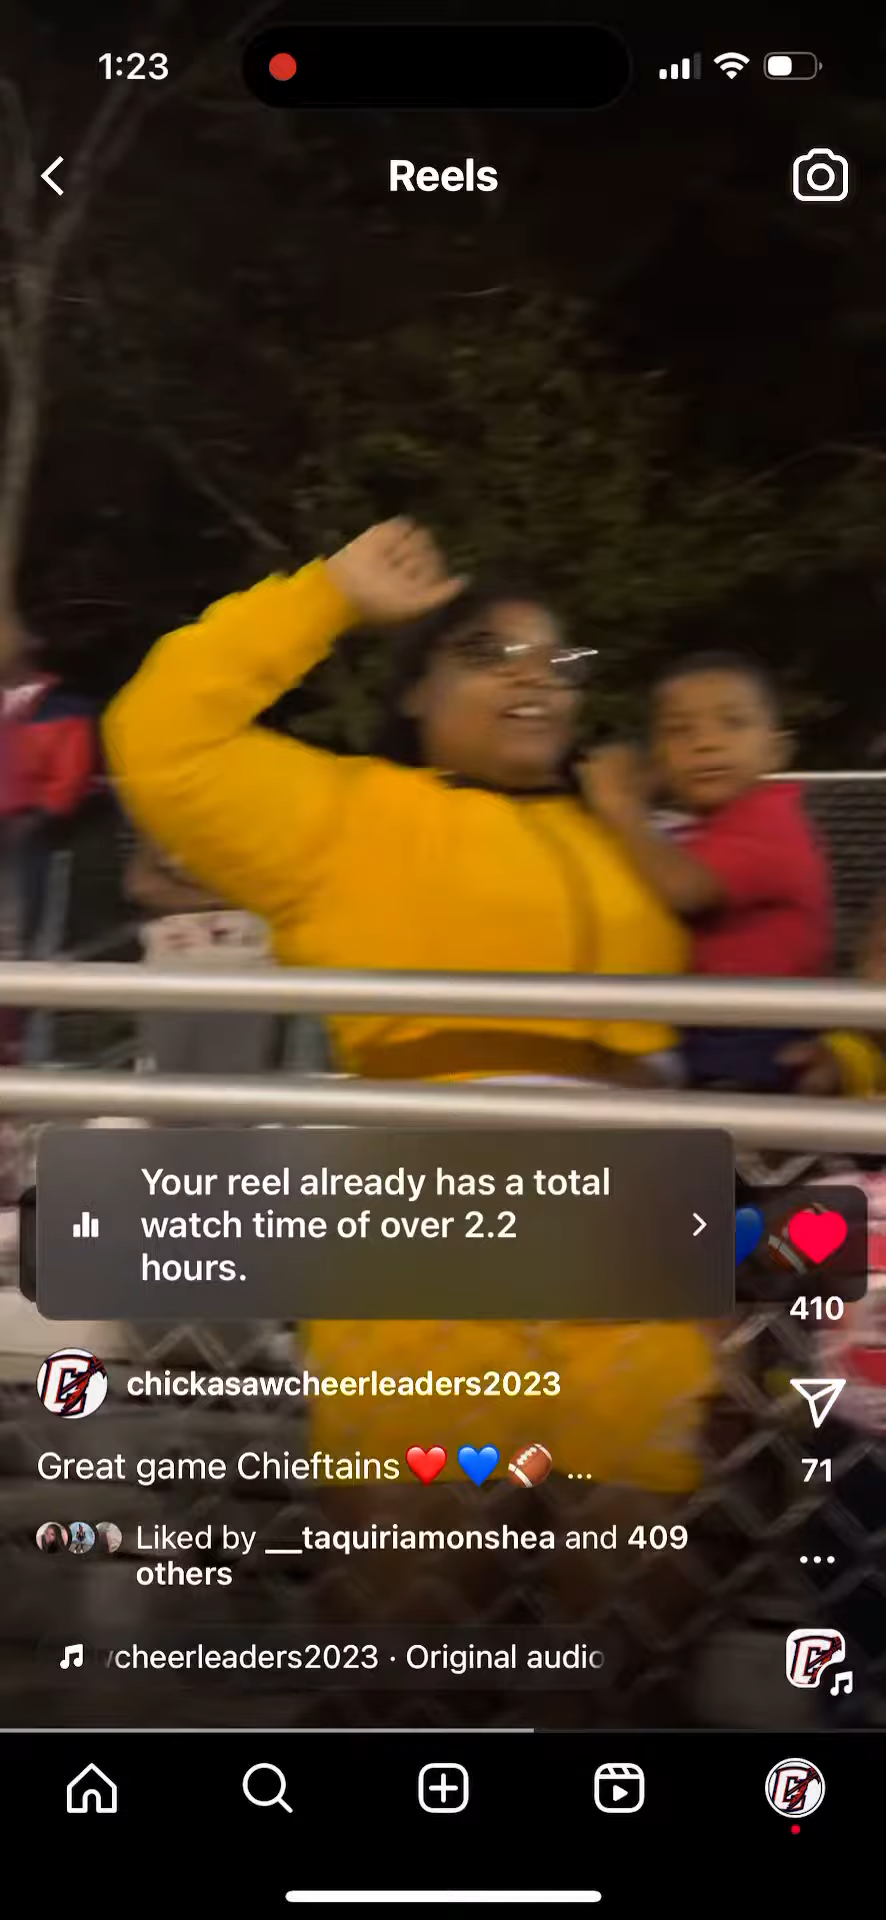 1:23
Reels
Your reel already has a total
watch time of over 2.2
hours.
410
chickasawcheerleaders2023
Great game Chieftains❤️💙🏈 ...
71
Liked by __taquiriamonshea and 409
others
cheerleaders2023 · Original audio